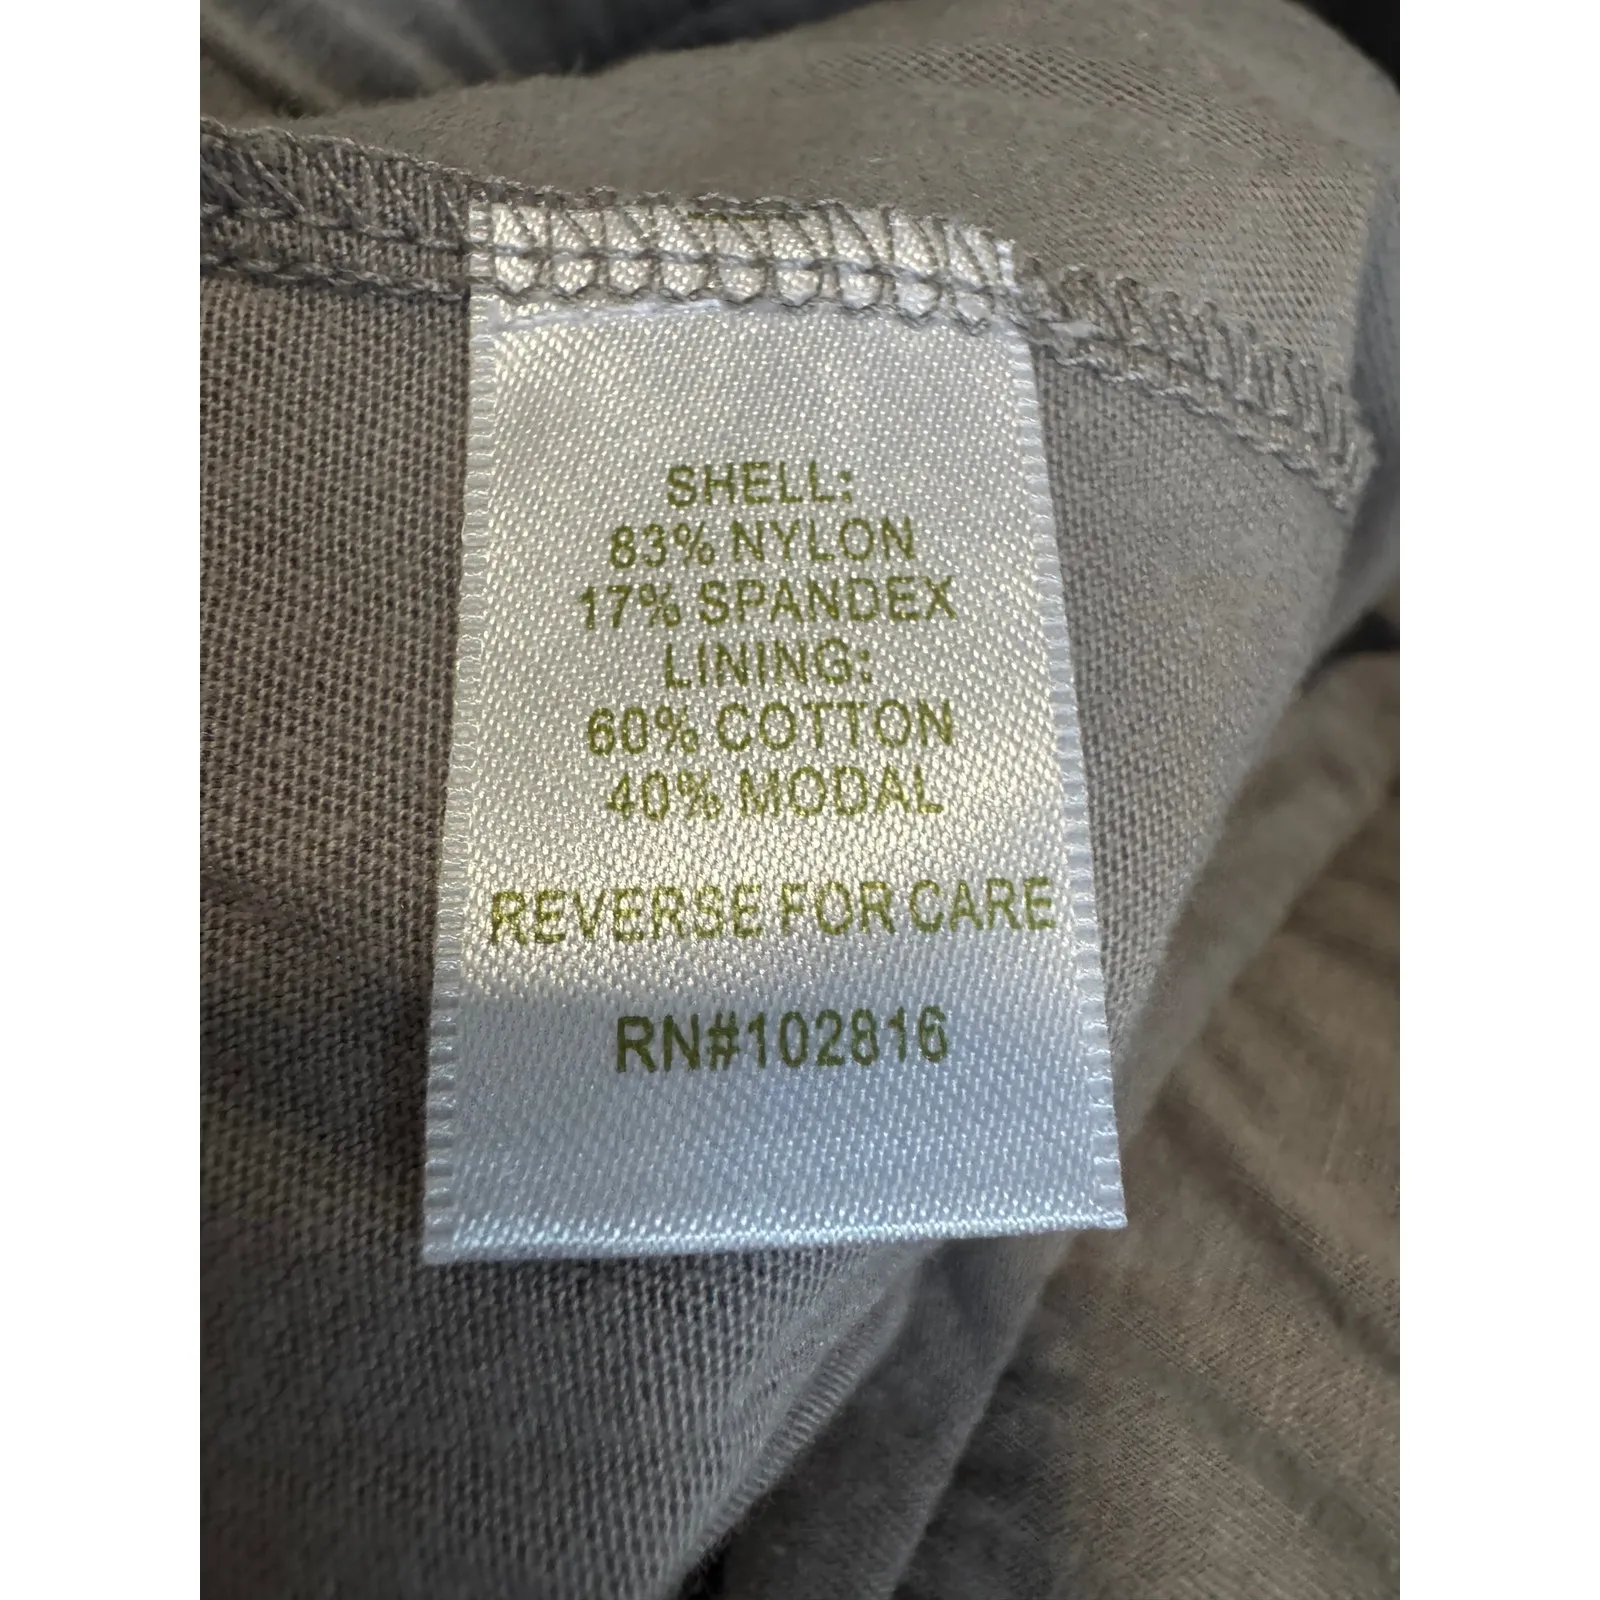 SHELL:
83% NYLON
17% SPANDEX
LINING:
60% COTTON
40% MODAL
REVERSE FOR CARE
RN#102816